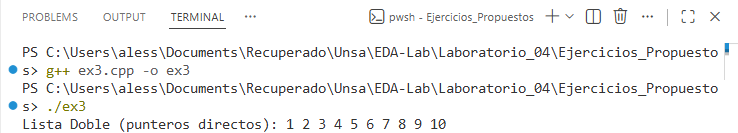 PROBLEMS OUTPUT TERMINAL PORTS pwsh - Ejercicios_Propuestos
PS C:\Users\aless\Documents\Recuperado\Unsa\EDA-Lab\Laboratorio_04\Ejercicios_Propuesto
s> g++ ex3.cpp -o ex3
PS C:\Users\aless\Documents\Recuperado\Unsa\EDA-Lab\Laboratorio_04\Ejercicios_Propuesto
s> ./ex3
Lista Doble (punteros directos): 1 2 3 4 5 6 7 8 9 10